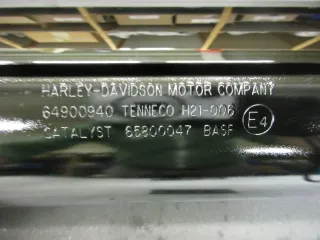 HARLEY-DAVIDSON MOTOR COMPANY
64900940 TENNECO H21-006
CATALYST 65800047 BASF E4